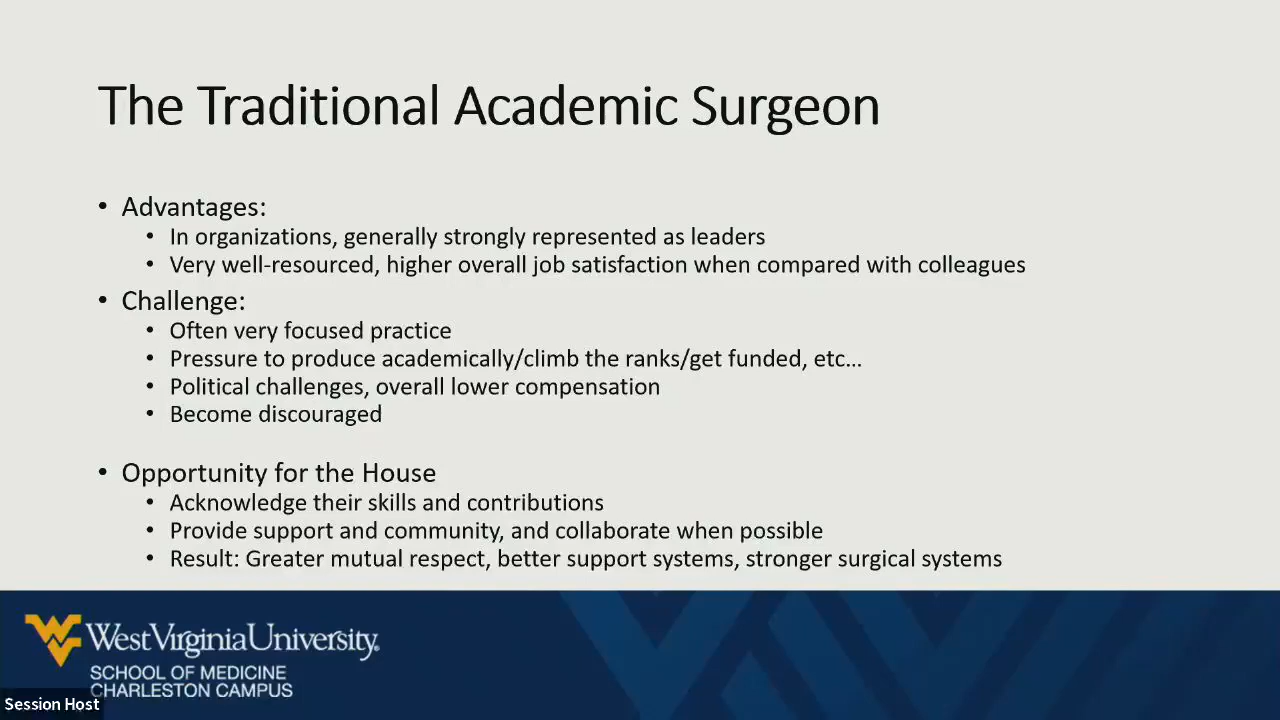 The Traditional Academic Surgeon
• Advantages:
• In organizations, generally strongly represented as leaders
• Very well-resourced, higher overall job satisfaction when compared with colleagues
• Challenge:
• Often very focused practice
• Pressure to produce academically/climb the ranks/get funded, etc...
• Political challenges, overall lower compensation
• Become discouraged
• Opportunity for the House
• Acknowledge their skills and contributions
• Provide support and community, and collaborate when possible
• Result: Greater mutual respect, better support systems, stronger surgical systems
WestVirginiaUniversity.
SCHOOL OF MEDICINE
CHARLESTON CAMPUS
Session Host